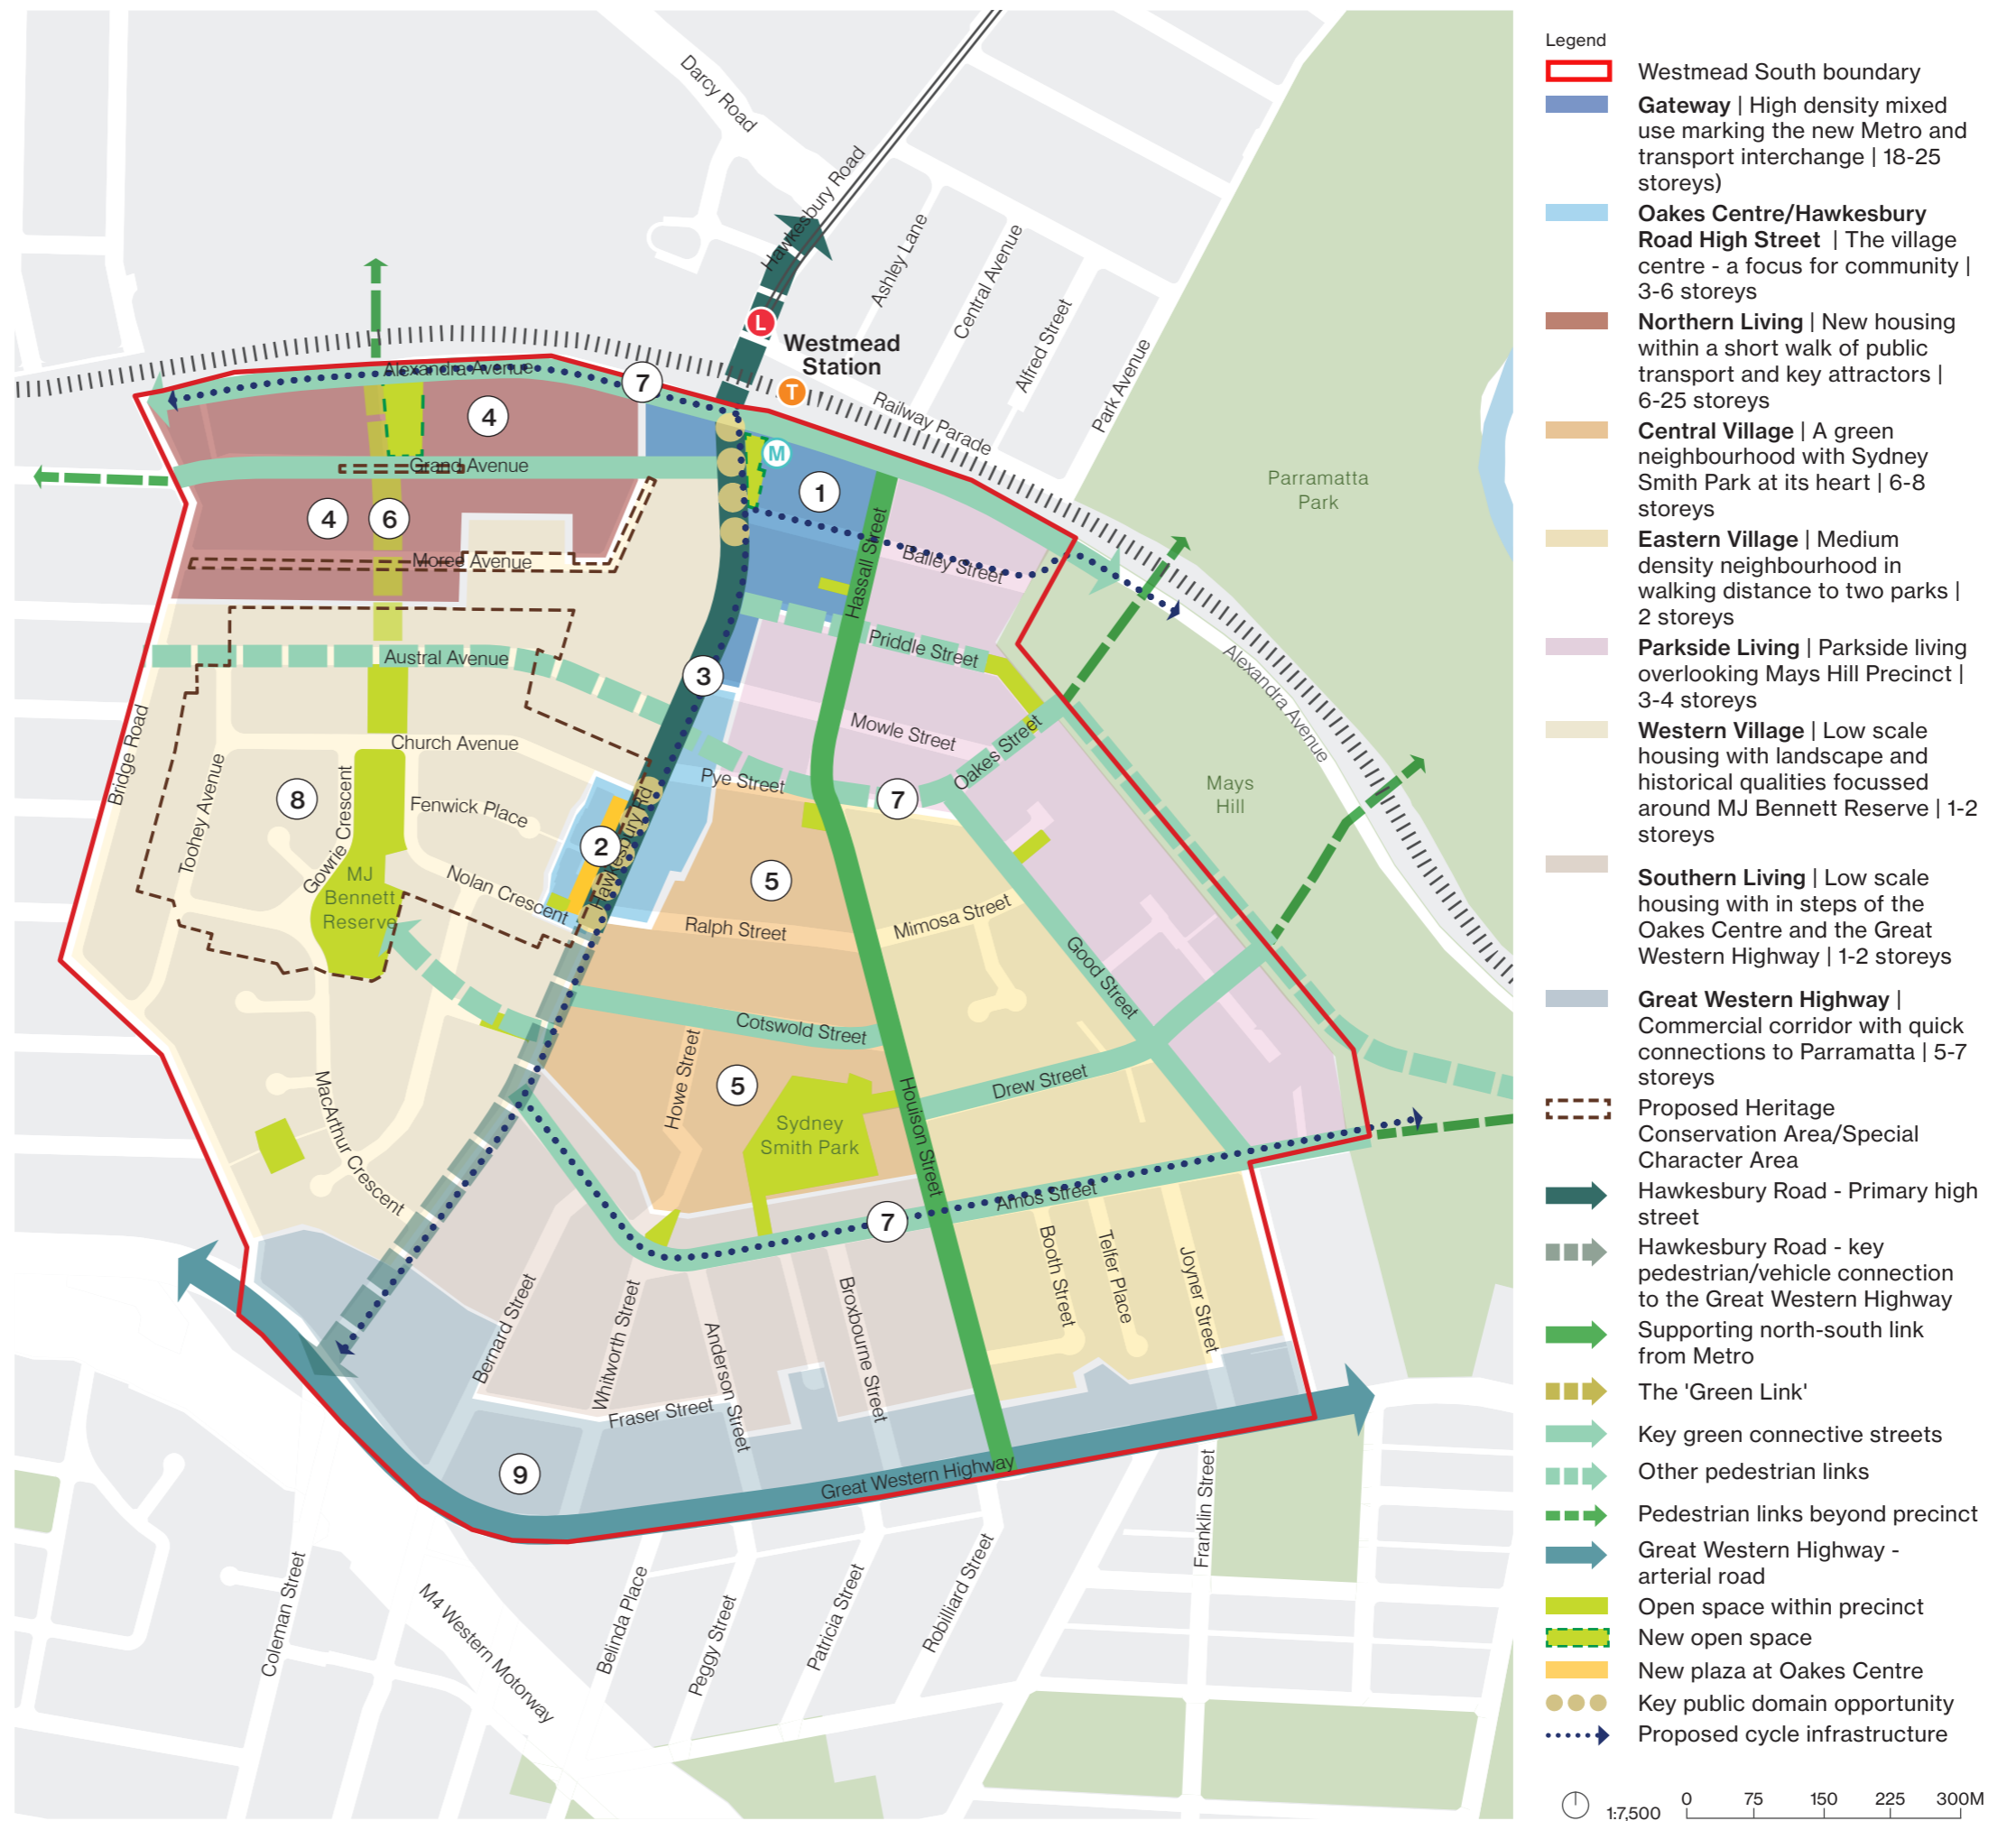 Darcy Road
Hawkesbury Road
Ashley Lane
Central Avenue
Alfred Street
Park Avenue
L
Westmead
Station
T
Railway Parade
Alexandra Avenue
7
4
M
Grand Avenue
1
4
6
Parramatta
Park
Moree Avenue
Bailey Street
Hassall Street
Priddle Street
Austral Avenue
3
Alexandra Avenue
Bridge Road
Church Avenue
Mowle Street
Oakes Street
Pye Street
7
Mays
Hill
8
Toohey Avenue
Gowrie Crescent
Fenwick Place
Hawkesbury Rd
2
5
MJ
Bennett
Reserve
Nolan Crescent
Ralph Street
Mimosa Street
Good Street
Cotswold Street
Howe Street
5
Drew Street
Houison Street
Sydney
Smith Park
MacArthur Crescent
7
Amos Street
Booth Street
Telfer Place
Joyner Street
Bernard Street
Whitworth Street
Anderson Street
Broxbourne Street
Fraser Street
9
Great Western Highway
Franklin Street
Coleman Street
M4 Western Motorway
Belinda Place
Peggy Street
Patricia Street
Robilliard Street
Legend
Westmead South boundary
Gateway | High density mixed
use marking the new Metro and
transport interchange | 18-25
storeys)
Oakes Centre/Hawkesbury
Road High Street | The village
centre - a focus for community |
3-6 storeys
Northern Living | New housing
within a short walk of public
transport and key attractors |
6-25 storeys
Central Village | A green
neighbourhood with Sydney
Smith Park at its heart | 6-8
storeys
Eastern Village | Medium
density neighbourhood in
walking distance to two parks |
2 storeys
Parkside Living | Parkside living
overlooking Mays Hill Precinct |
3-4 storeys
Western Village | Low scale
housing with landscape and
historical qualities focussed
around MJ Bennett Reserve | 1-2
storeys
Southern Living | Low scale
housing with in steps of the
Oakes Centre and the Great
Western Highway | 1-2 storeys
Great Western Highway |
Commercial corridor with quick
connections to Parramatta | 5-7
storeys
Proposed Heritage
Conservation Area/Special
Character Area
Hawkesbury Road - Primary high
street
Hawkesbury Road - key
pedestrian/vehicle connection
to the Great Western Highway
Supporting north-south link
from Metro
The 'Green Link'
Key green connective streets
Other pedestrian links
Pedestrian links beyond precinct
Great Western Highway -
arterial road
Open space within precinct
New open space
New plaza at Oakes Centre
Key public domain opportunity
Proposed cycle infrastructure
1:7,500
0 75 150 225 300M